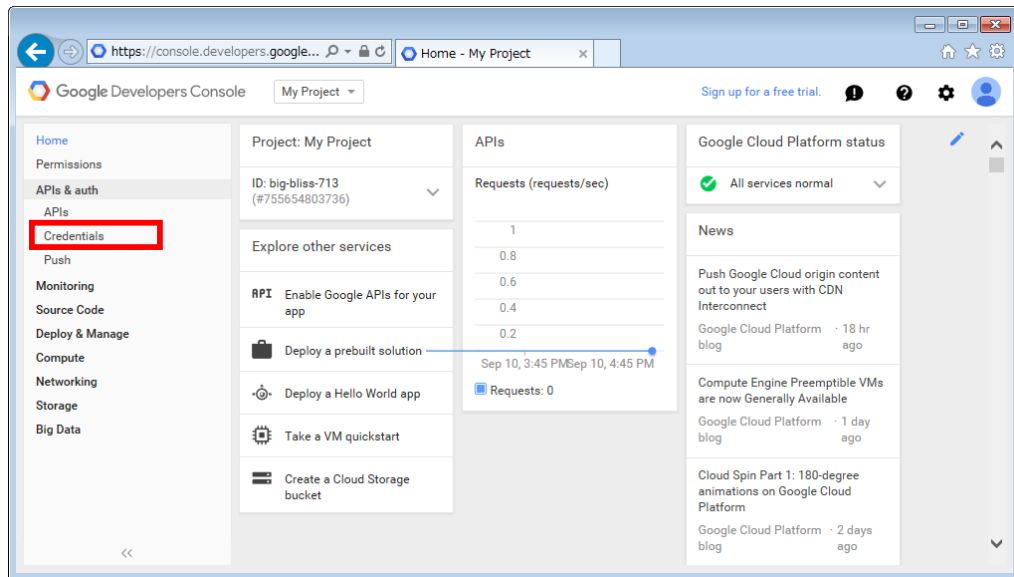 https://console.developers.google...
Home - My Project
Google Developers Console
My Project
Sign up for a free trial.
Home
Permissions
APIs & auth
APIs
Credentials
Push
Monitoring
Source Code
Deploy & Manage
Compute
Networking
Storage
Big Data
Project: My Project
ID: big-bliss-713
(#755654803736)
Explore other services
API Enable Google APIs for your
app
Deploy a prebuilt solution
Deploy a Hello World app
Take a VM quickstart
Create a Cloud Storage
bucket
APIs
Requests (requests/sec)
1
0.8
0.6
0.4
0.2
Sep 10, 3:45 PM
Sep 10, 4:45 PM
Requests: 0
Google Cloud Platform status
All services normal
News
Push Google Cloud origin content
out to your users with CDN
Interconnect
Google Cloud Platform · 18 hr
blog ago
Compute Engine Preemptible VMs
are now Generally Available
Google Cloud Platform · 1 day
blog ago
Cloud Spin Part 1: 180-degree
animations on Google Cloud
Platform
Google Cloud Platform · 2 days
blog ago